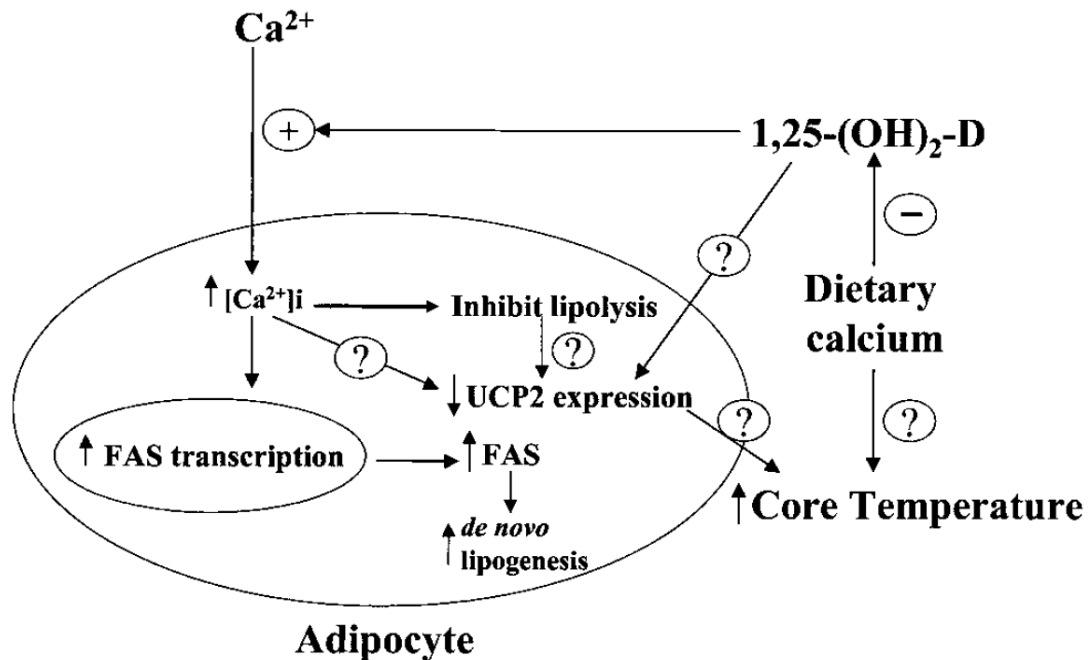 Ca²⁺
+
1,25-(OH)₂-D
−
?
↑ [Ca²⁺]i
Inhibit lipolysis
Dietary
calcium
?
?
↓ UCP2 expression
?
?
↑ FAS transcription
↑ FAS
↑ Core Temperature
↑ de novo
lipogenesis
Adipocyte